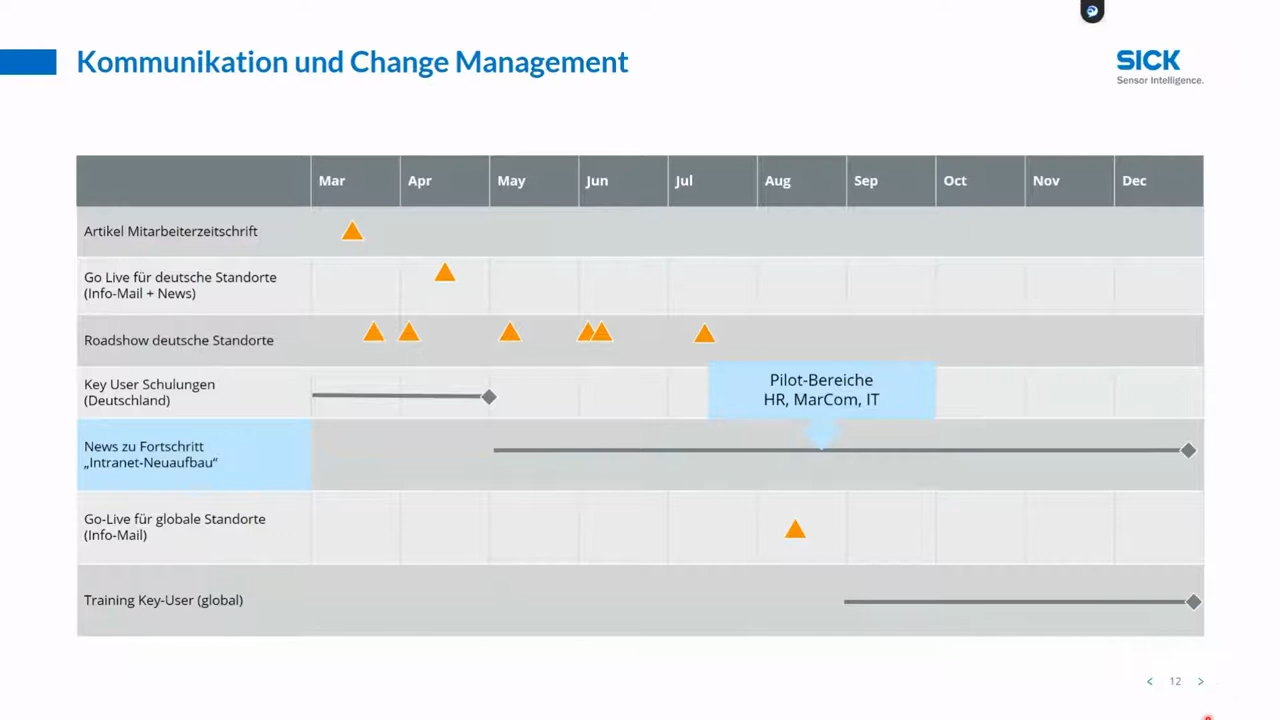 Kommunikation und Change Management
SICK
Sensor Intelligence.
Mar Apr May Jun Jul Aug Sep Oct Nov Dec
Artikel Mitarbeiterzeitschrift
Go Live für deutsche Standorte
(Info-Mail + News)
Roadshow deutsche Standorte
Key User Schulungen
(Deutschland)
Pilot-Bereiche
HR, MarCom, IT
News zu Fortschritt
„Intranet-Neuaufbau“
Go-Live für globale Standorte
(Info-Mail)
Training Key-User (global)
< 12 >